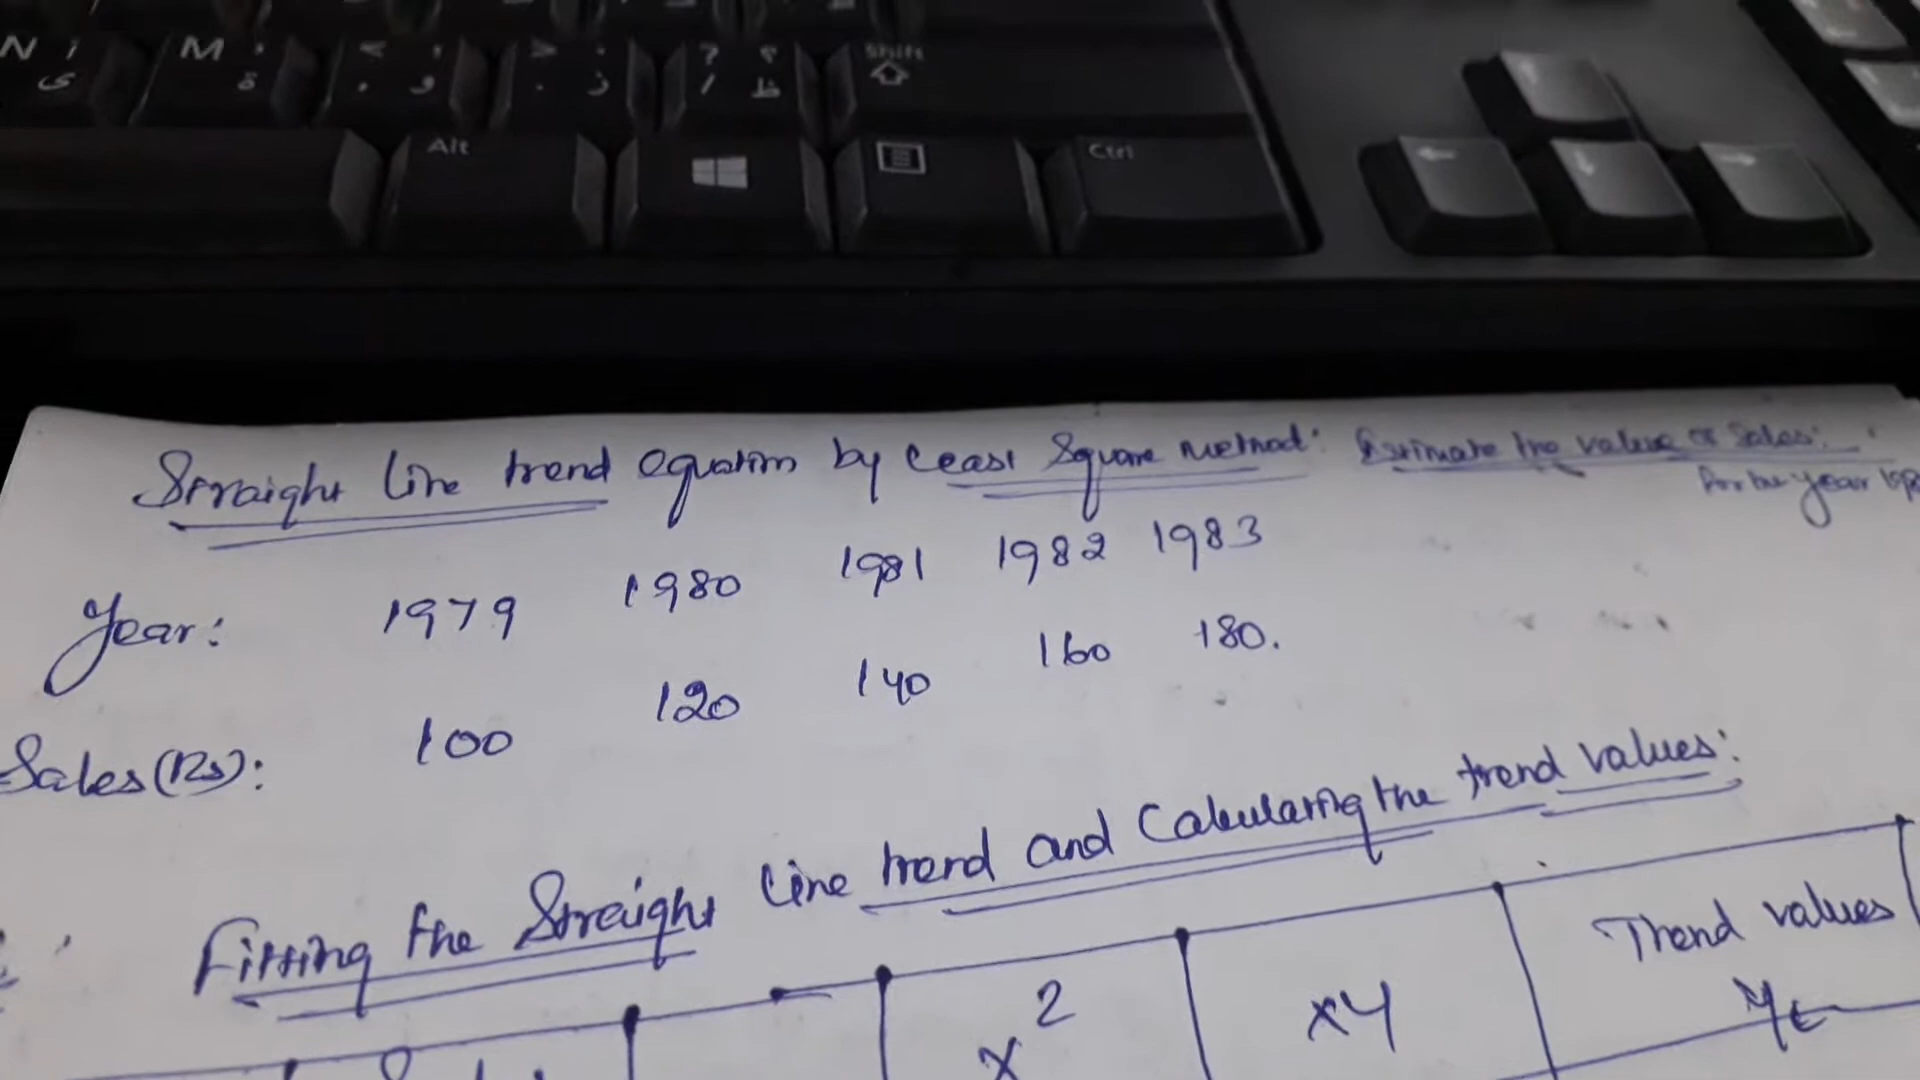 N ى
M ة
< , و
> . ز
? / ؟ ظ
Shift
Alt
Ctrl
Straight line trend equation by Least Square method: Estimate the value of Sales:
for the year
Year: 1979 1980 1981 1982 1983
Sales (Rs): 100 120 140 160 180.
Fitting the Straight line trend and Calculating the trend values:
x2 xy Trend values
Yt